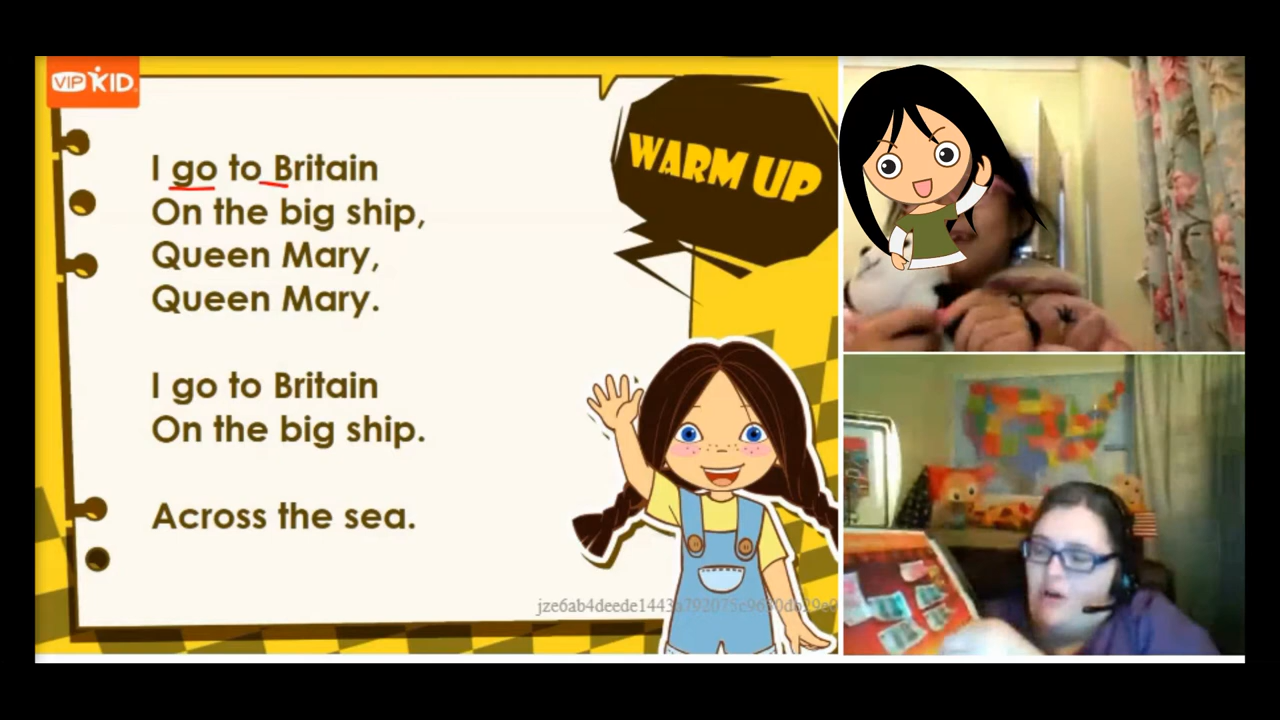 VIPKID
WARM UP
I go to Britain
On the big ship,
Queen Mary,
Queen Mary.
I go to Britain
On the big ship.
Across the sea.